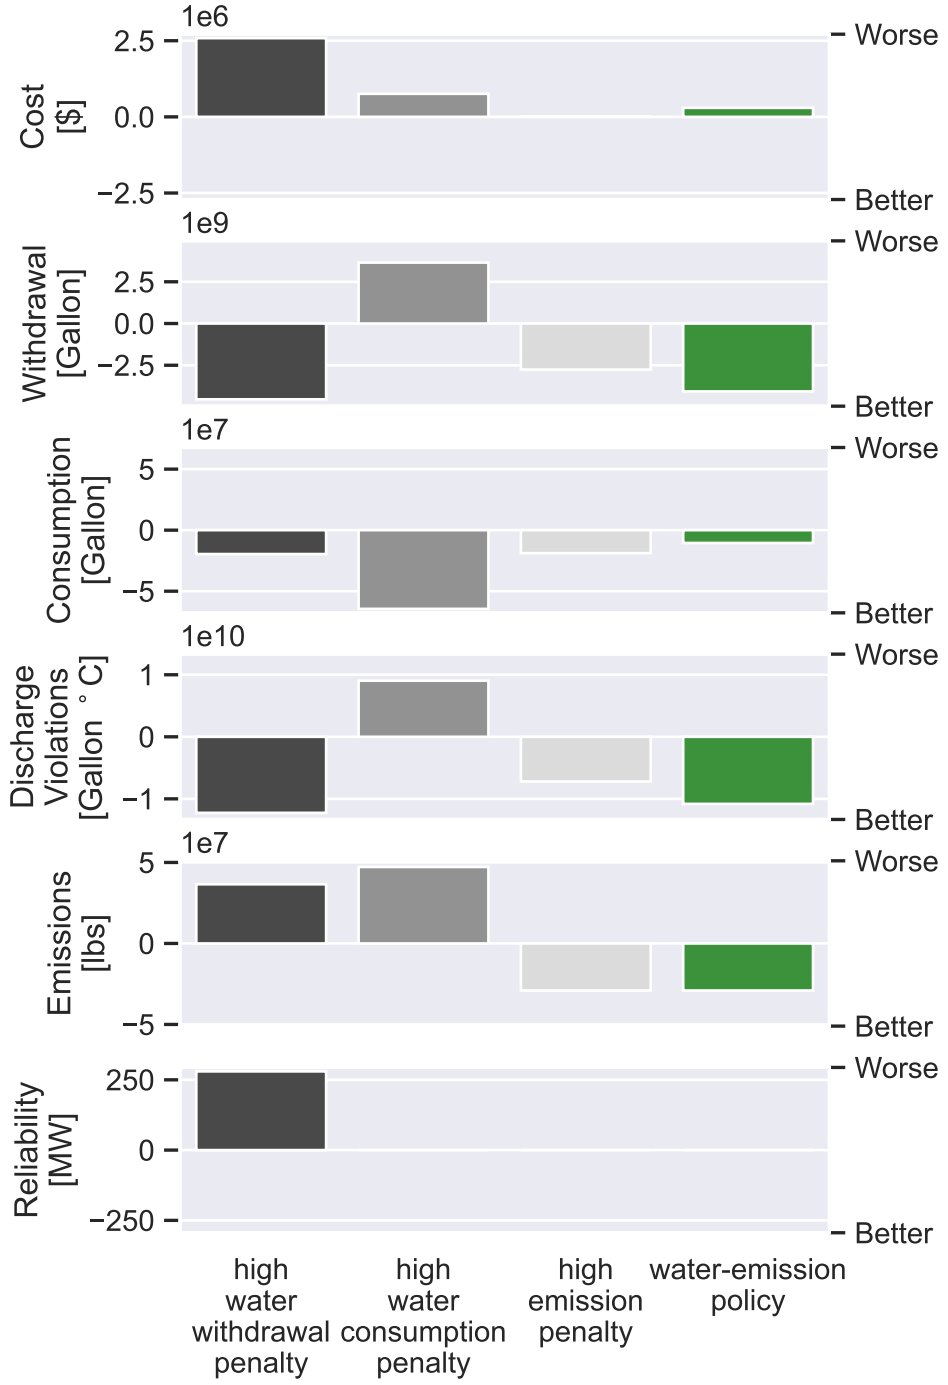 1e6
Cost
[$]
2.5
0.0
−2.5
Worse
Better
1e9
Withdrawal
[Gallon]
2.5
0.0
−2.5
Worse
Better
1e7
Consumption
[Gallon]
5
0
−5
Worse
Better
1e10
Discharge
Violations
[Gallon °C]
1
0
−1
Worse
Better
1e7
Emissions
[lbs]
5
0
−5
Worse
Better
Reliability
[MW]
250
0
−250
Worse
Better
high
water
withdrawal
penalty
high
water
consumption
penalty
high
emission
penalty
water-emission
policy